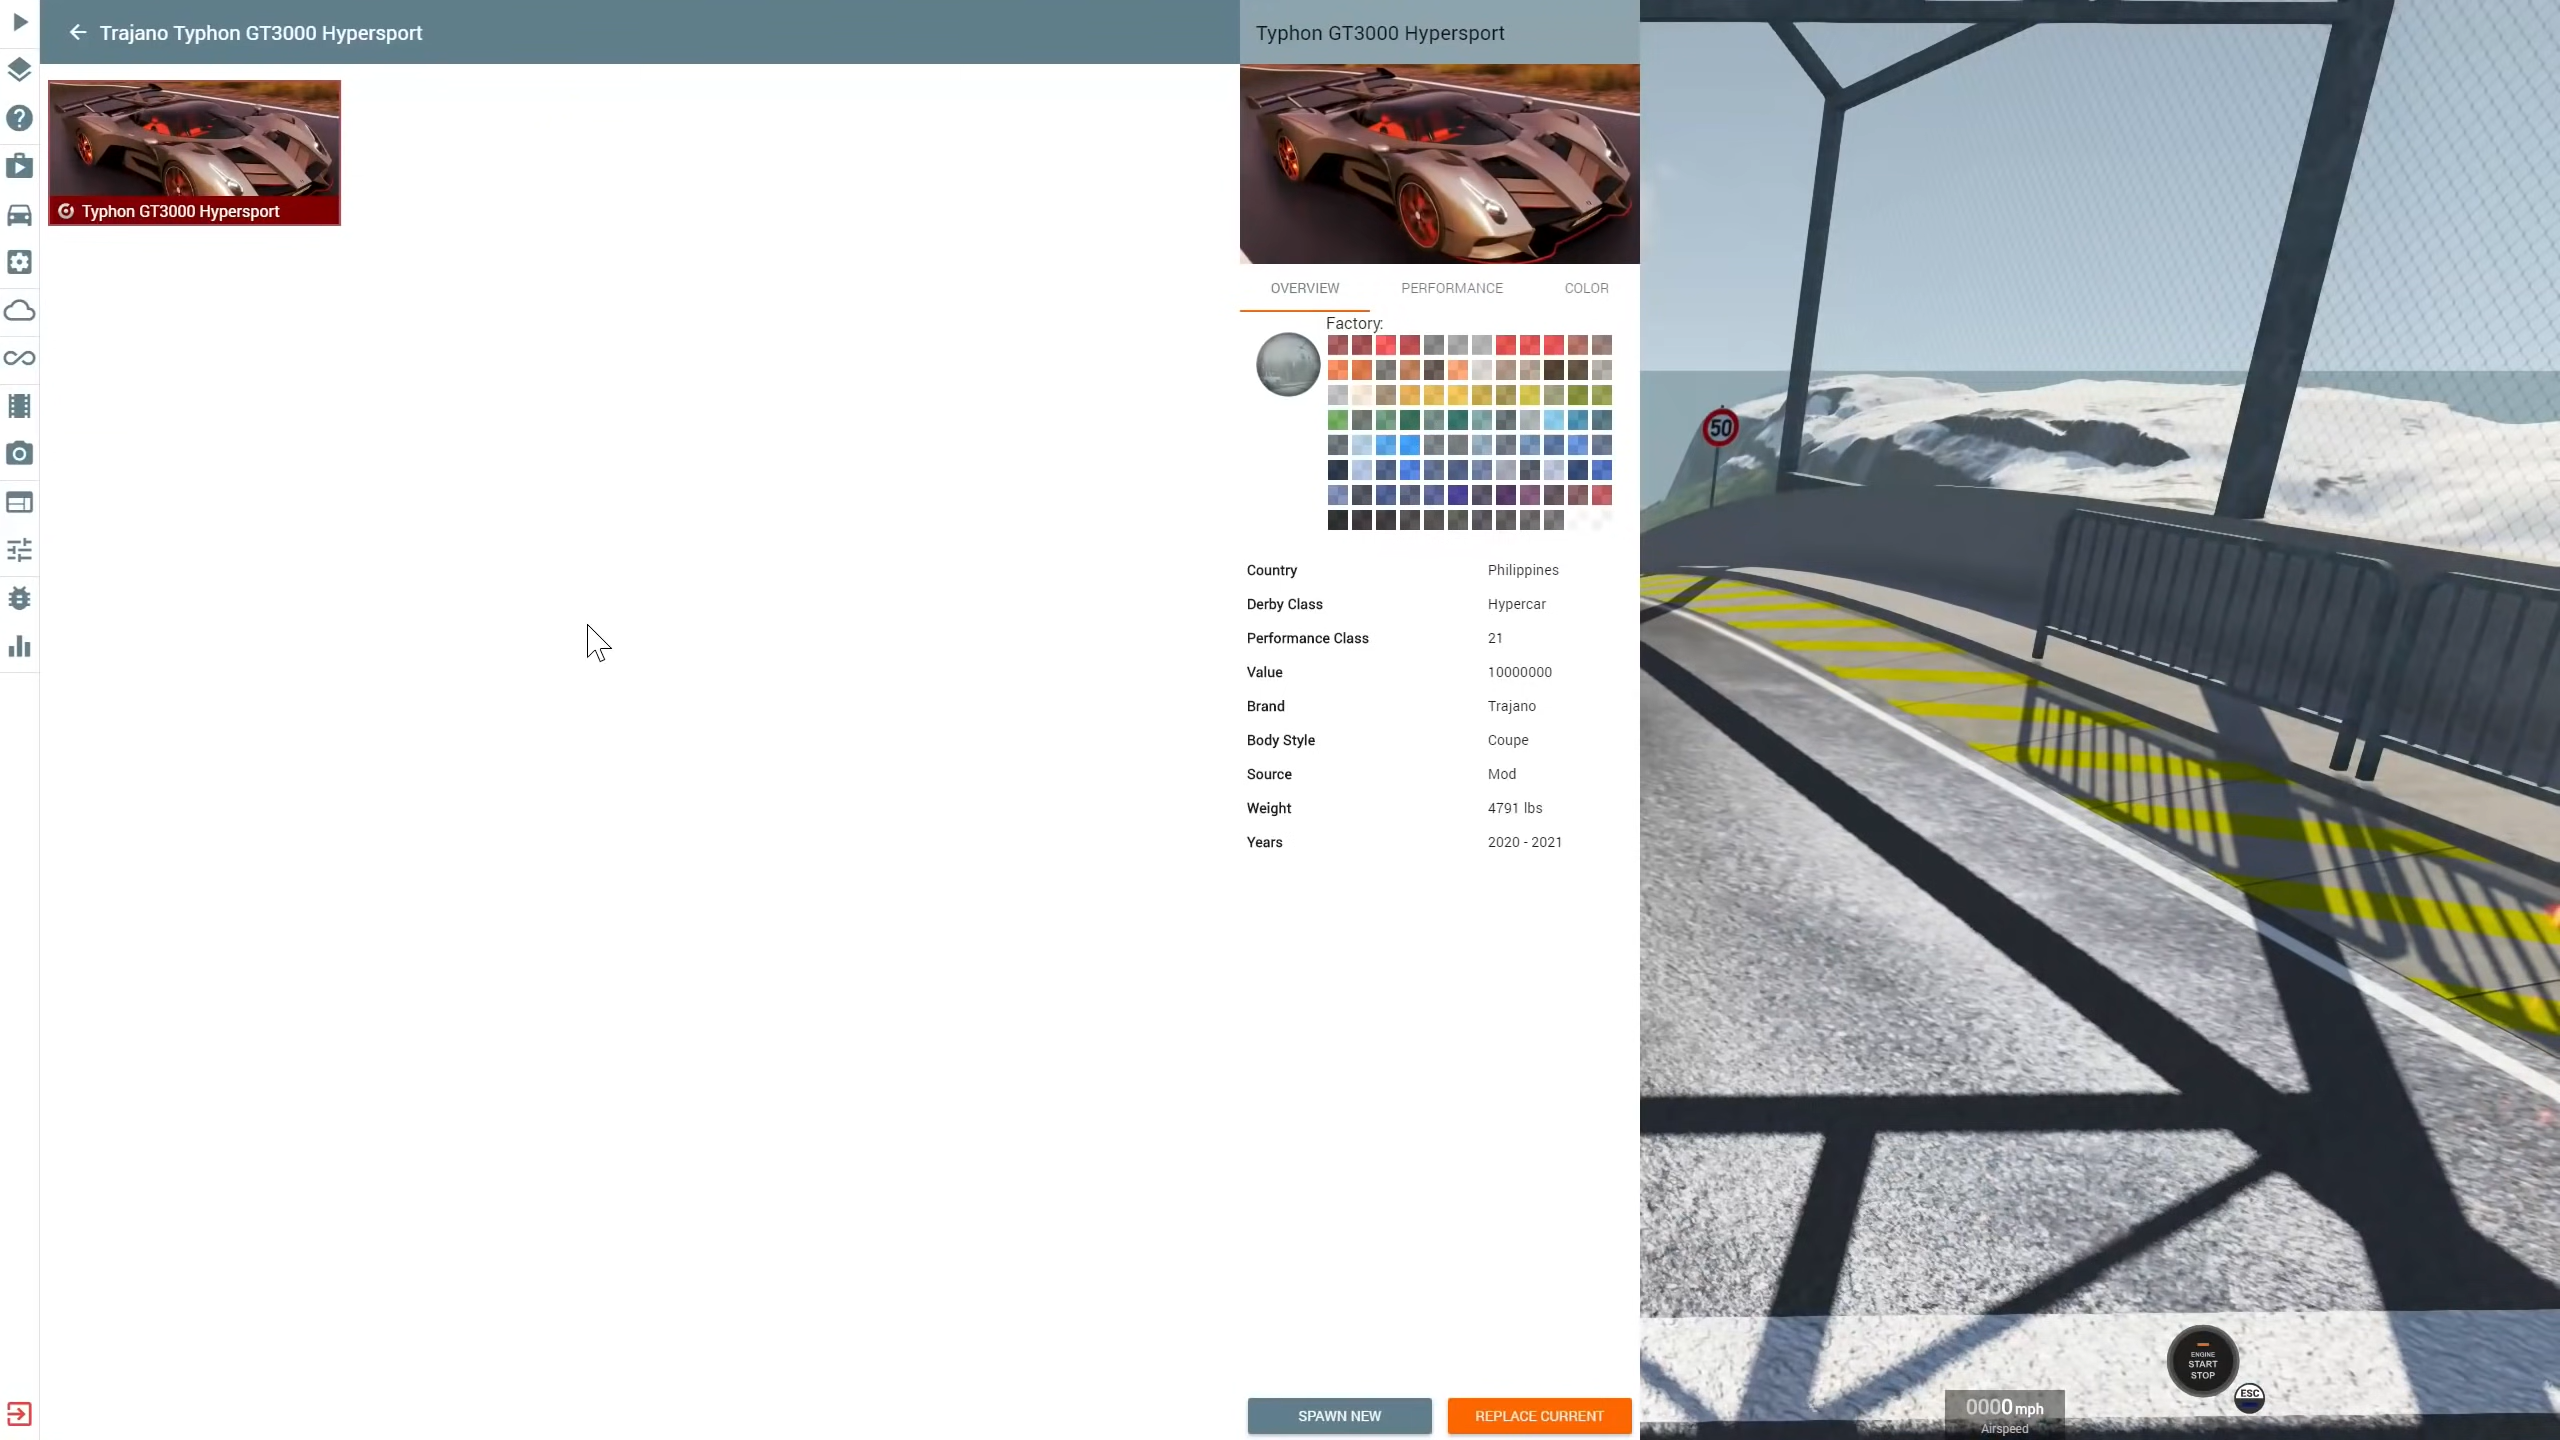 Trajano Typhon GT3000 Hypersport
Typhon GT3000 Hypersport
Typhon GT3000 Hypersport
OVERVIEW PERFORMANCE COLOR
Factory:
Country Philippines
Derby Class Hypercar
Performance Class 21
Value 10000000
Brand Trajano
Body Style Coupe
Source Mod
Weight 4791 lbs
Years 2020 - 2021
SPAWN NEW REPLACE CURRENT
50
ENGINE
START
STOP
ESC
0000 mph
Airspeed